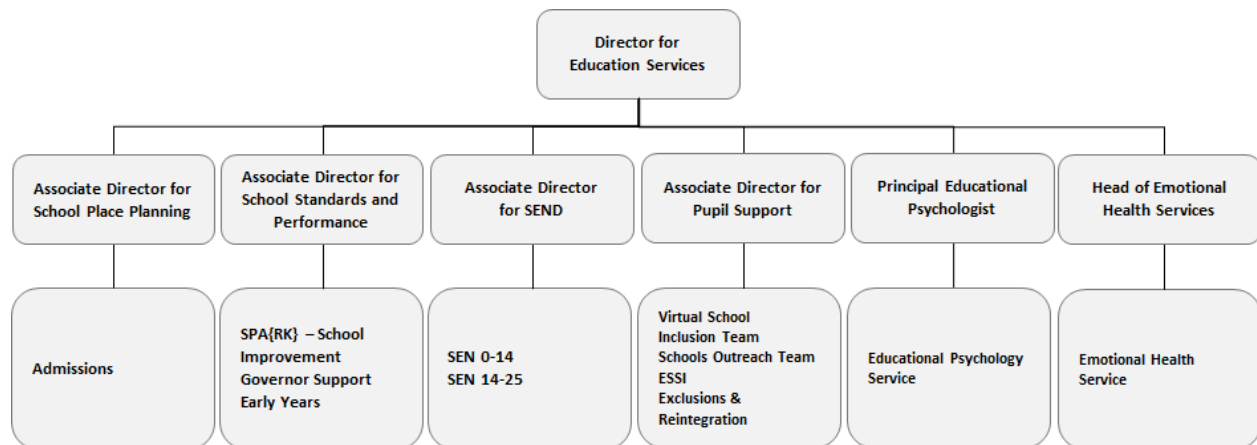 Director for
Education Services
Associate Director for
School Place Planning
Associate Director for
School Standards and
Performance
Associate Director
for SEND
Associate Director for
Pupil Support
Principal Educational
Psychologist
Head of Emotional
Health Services
Admissions
SPA{RK} – School
Improvement
Governor Support
Early Years
SEN 0-14
SEN 14-25
Virtual School
Inclusion Team
Schools Outreach Team
ESSI
Exclusions &
Reintegration
Educational Psychology
Service
Emotional Health
Service